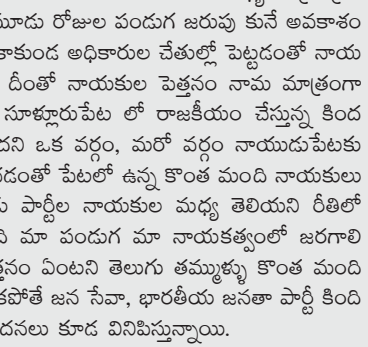 మూడు రోజుల పండుగ జరుపు కునే అవకాశం
కాకుండ అధికారుల చేతుల్లో పెట్టడంతో నాయ
దీంతో నాయకుల పెత్తనం నామ మాత్రంగా
సూళ్లూరుపేట లో రాజకీయం చేస్తున్న కింద
దని ఒక వర్గం, మరో వర్గం నాయుడుపేటకు
డంతో పేటలో ఉన్న కొంత మంది నాయకులు
పార్టీల నాయకుల మధ్య తెలియని రీతిలో
మా పండుగ మా నాయకత్వంలో జరగాలి
త్తనం ఏంటని తెలుగు తమ్ముళ్ళు కొంత మంది
కపోతే జన సేవా, భారతీయ జనతా పార్టీ కింది
దనలు కూడ వినిపిస్తున్నాయి.